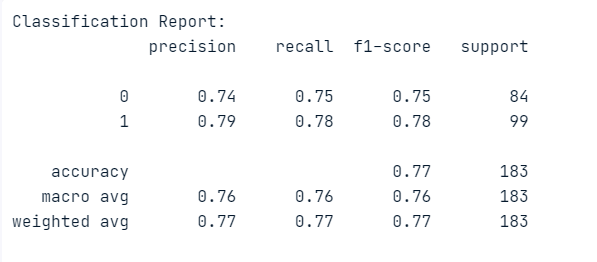 Classification Report:
precision recall f1-score support
0 0.74 0.75 0.75 84
1 0.79 0.78 0.78 99
accuracy 0.77 183
macro avg 0.76 0.76 0.76 183
weighted avg 0.77 0.77 0.77 183